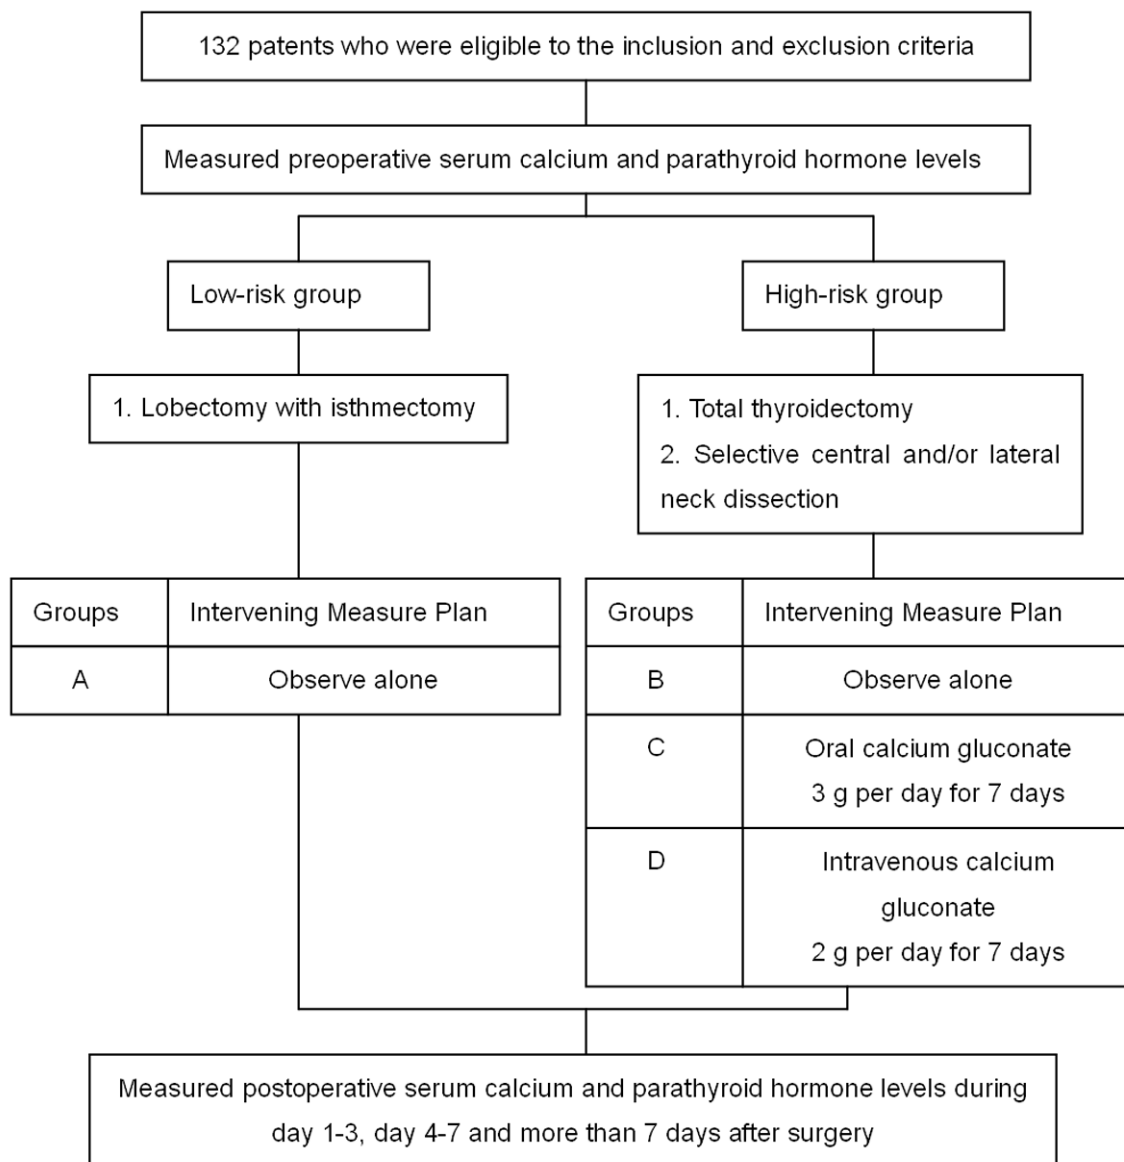 132 patents who were eligible to the inclusion and exclusion criteria
Measured preoperative serum calcium and parathyroid hormone levels
Low-risk group
High-risk group
1. Lobectomy with isthmectomy
1. Total thyroidectomy
2. Selective central and/or lateral
neck dissection
Groups Intervening Measure Plan
A Observe alone
Groups Intervening Measure Plan
B Observe alone
C Oral calcium gluconate
3 g per day for 7 days
D Intravenous calcium
gluconate
2 g per day for 7 days
Measured postoperative serum calcium and parathyroid hormone levels during
day 1-3, day 4-7 and more than 7 days after surgery